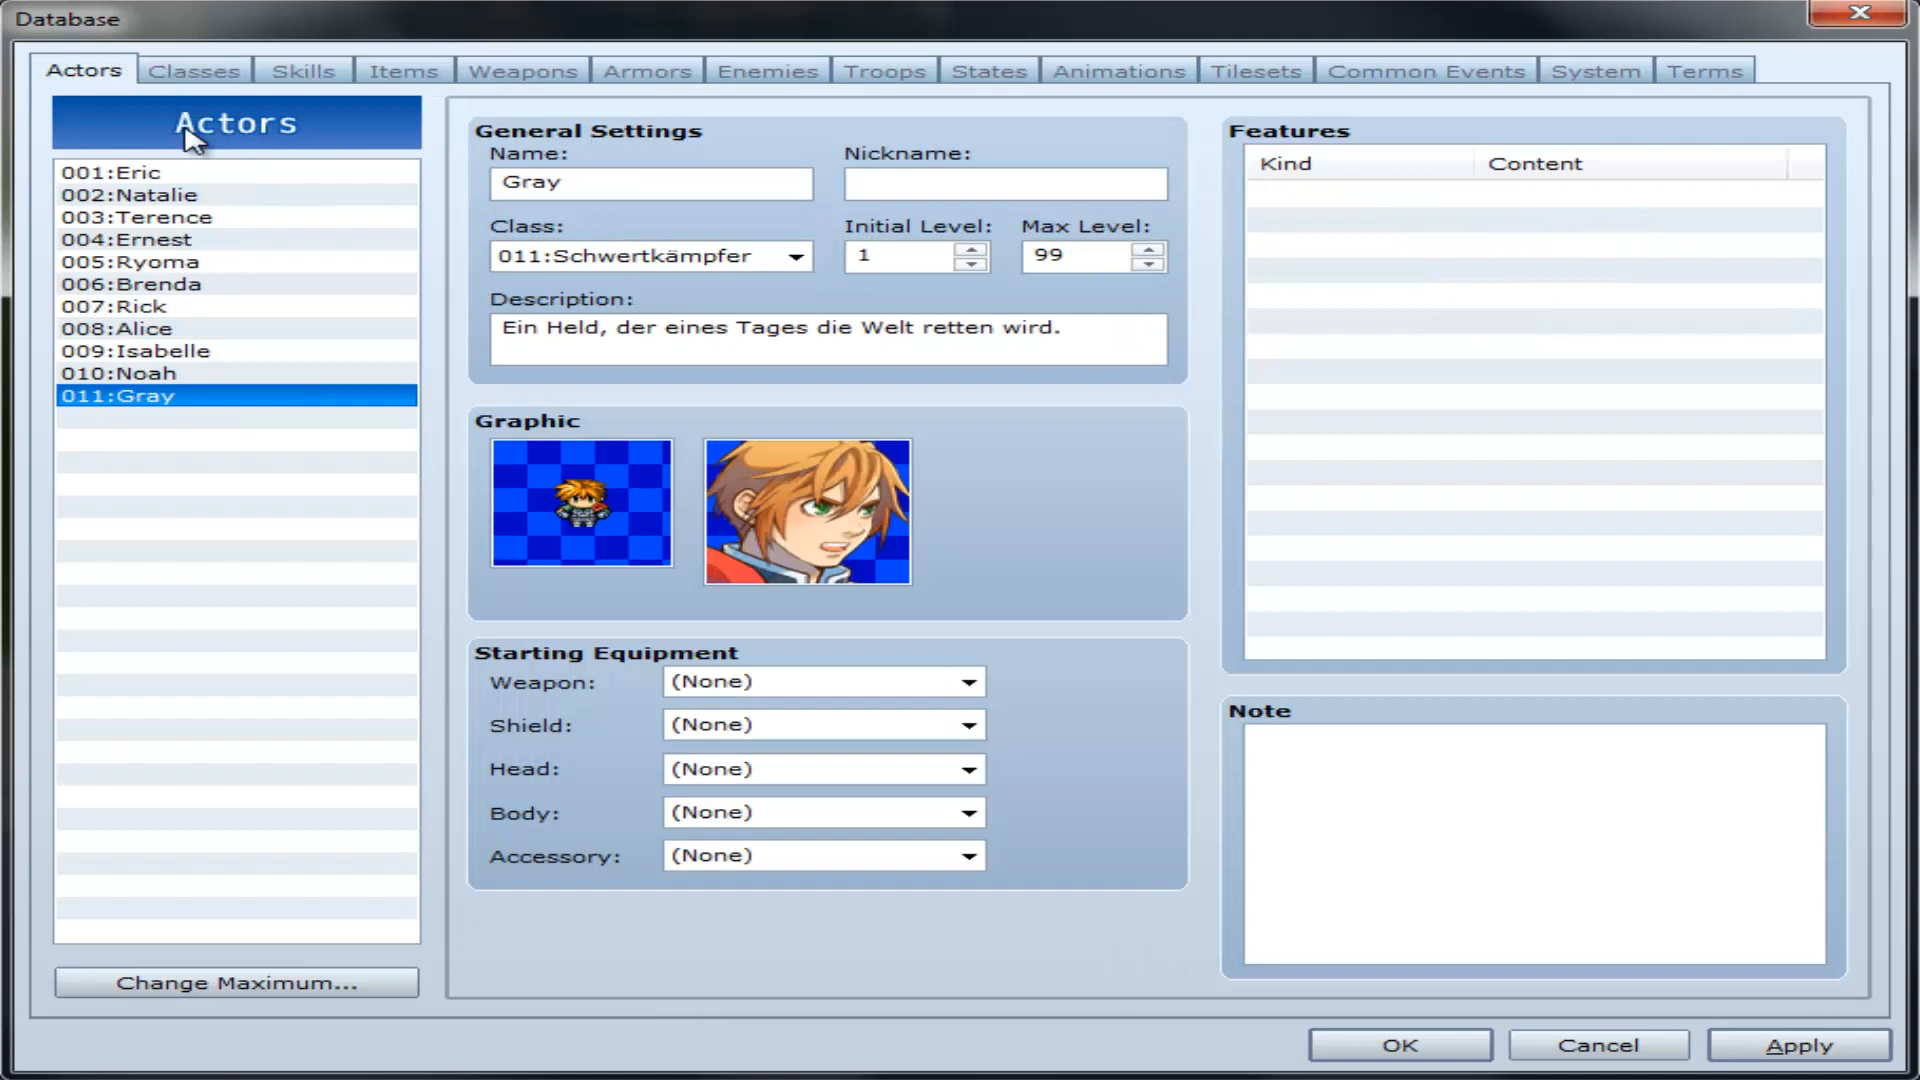 Database
Actors Classes Skills Items Weapons Armors Enemies Troops States Animations Tilesets Common Events System Terms
Actors
001:Eric
002:Natalie
003:Terence
004:Ernest
005:Ryoma
006:Brenda
007:Rick
008:Alice
009:Isabelle
010:Noah
011:Gray
Change Maximum...
General Settings
Name: Nickname:
Gray
Class: Initial Level: Max Level:
011:Schwertkämpfer 1 99
Description:
Ein Held, der eines Tages die Welt retten wird.
Graphic
Starting Equipment
Weapon: (None)
Shield: (None)
Head: (None)
Body: (None)
Accessory: (None)
Features
Kind Content
Note
OK Cancel Apply